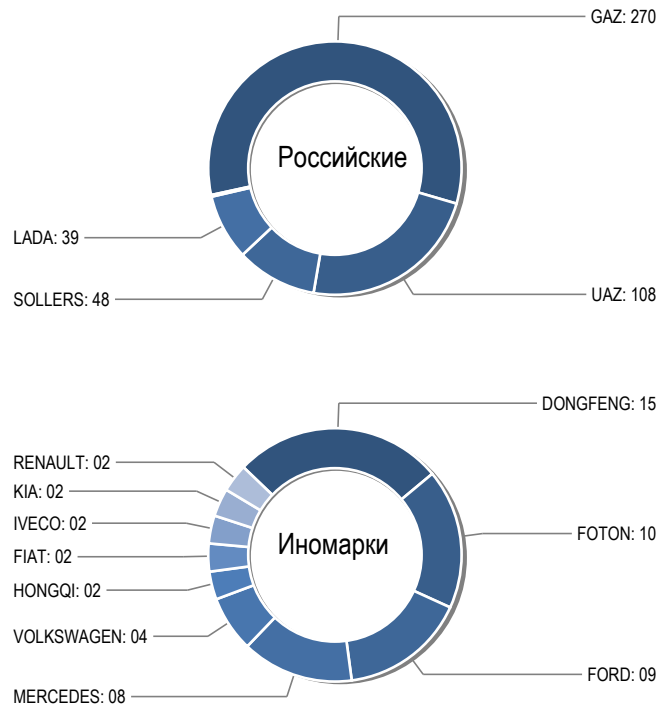 GAZ: 270
Российские
LADA: 39
SOLLERS: 48
UAZ: 108
DONGFENG: 15
RENAULT: 02
KIA: 02
IVECO: 02
FOTON: 10
Иномарки
FIAT: 02
HONGQI: 02
VOLKSWAGEN: 04
FORD: 09
MERCEDES: 08